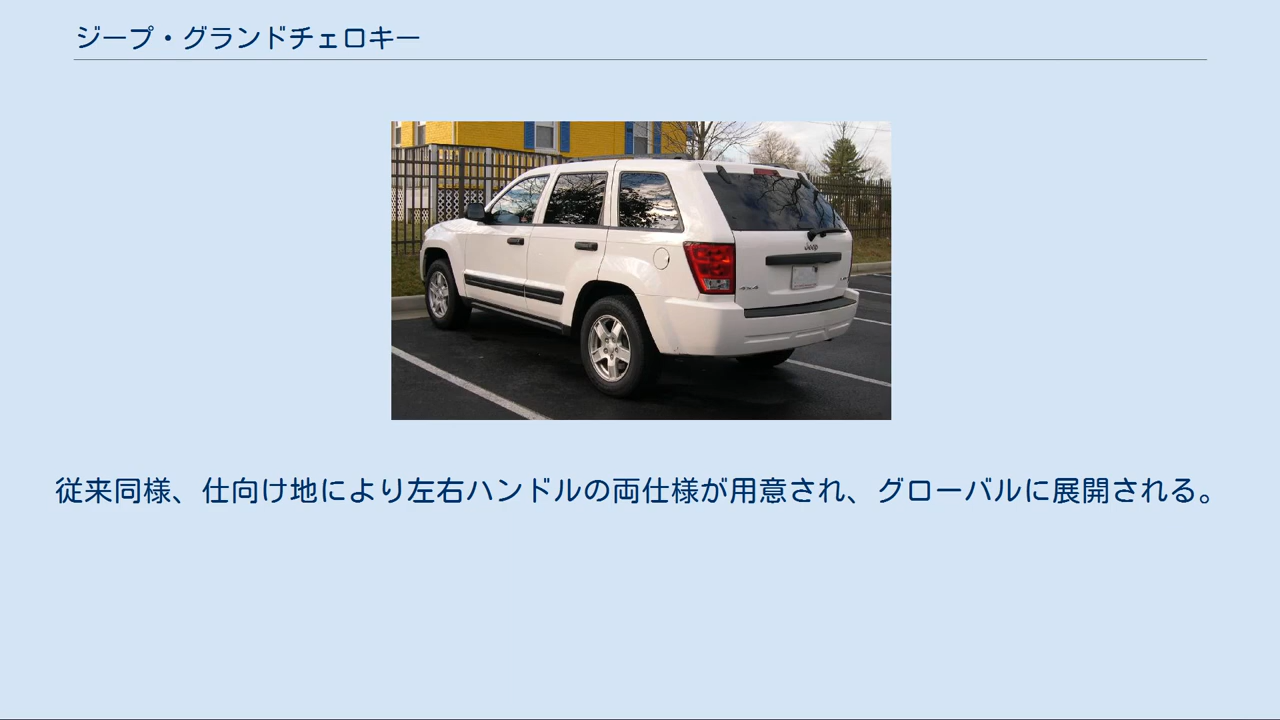 ジープ・グランドチェロキー
Jeep
4x4
従来同様、仕向け地により左右ハンドルの両仕様が用意され、グローバルに展開される。